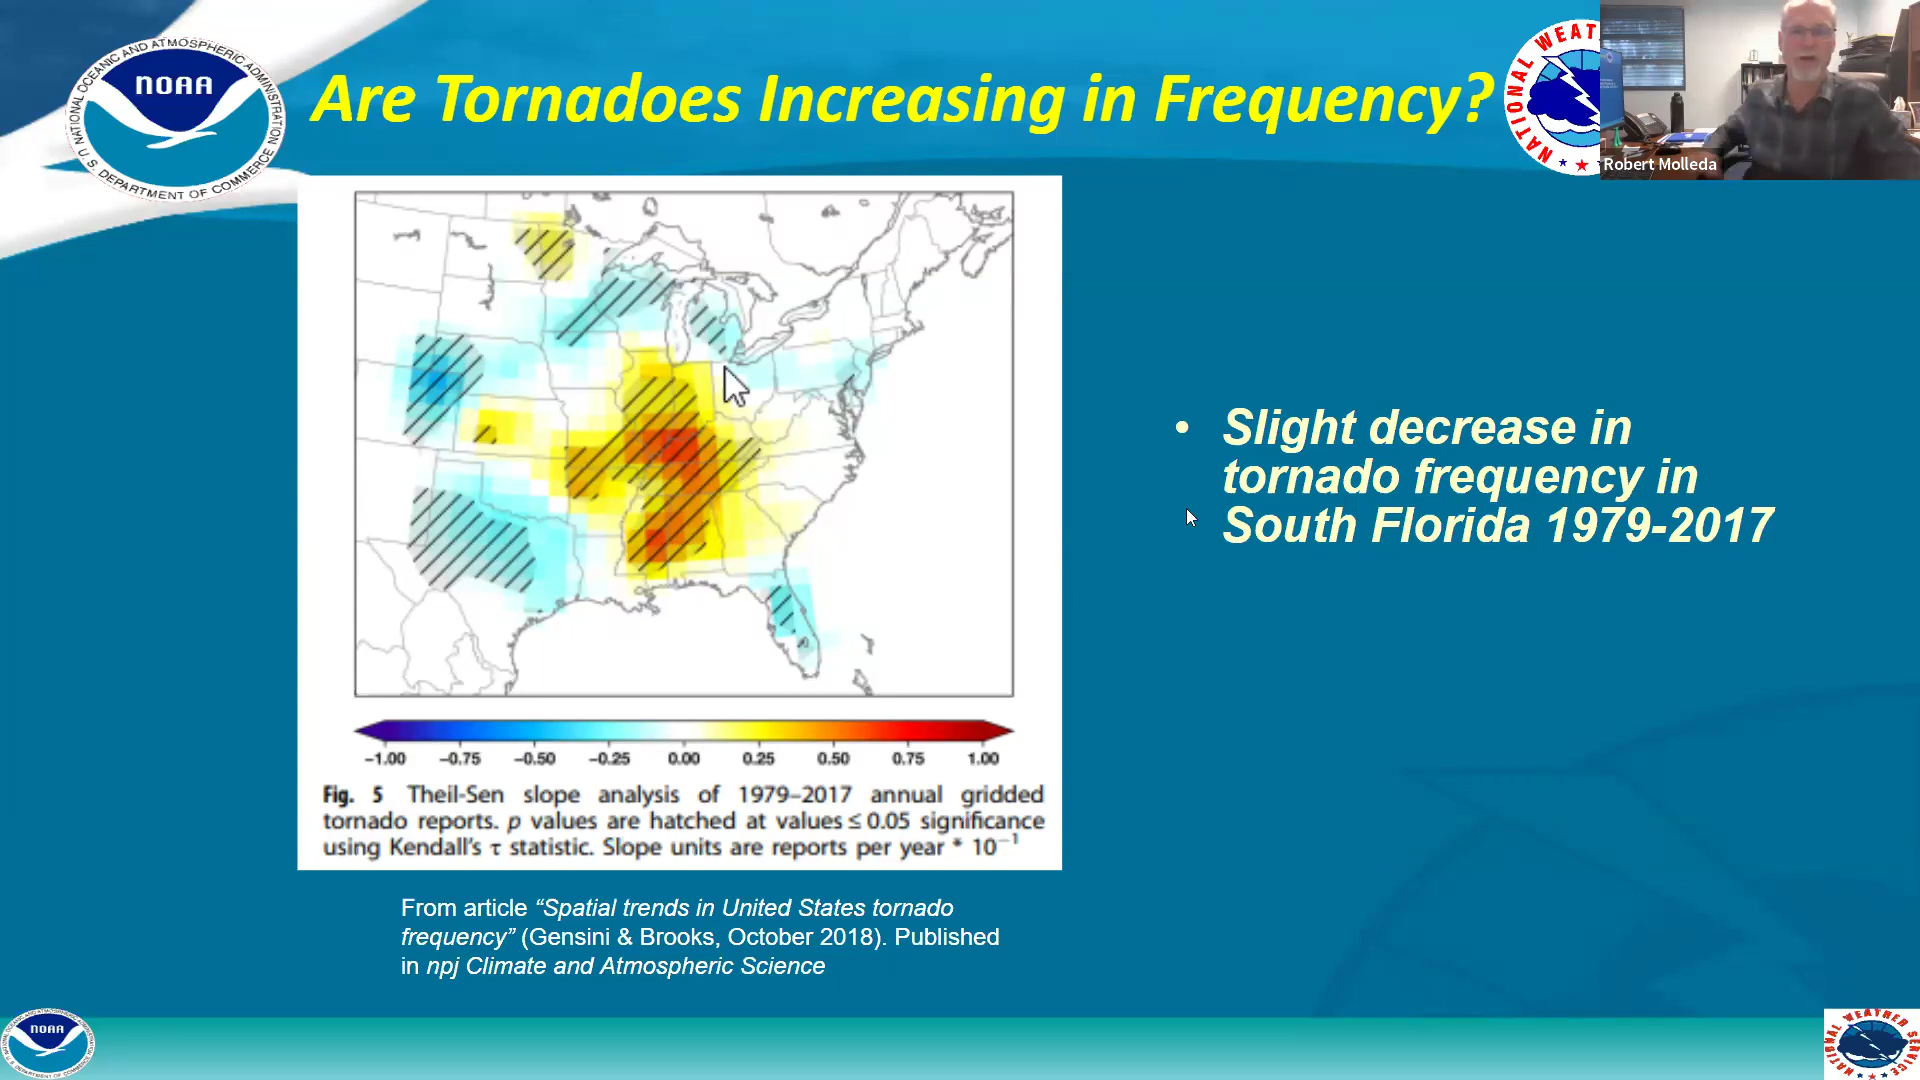 NATIONAL OCEANIC AND ATMOSPHERIC ADMINISTRATION
NOAA
U.S. DEPARTMENT OF COMMERCE
Are Tornadoes Increasing in Frequency?
NATIONAL WEAT
Robert Molleda
−1.00 −0.75 −0.50 −0.25 0.00 0.25 0.50 0.75 1.00
Fig. 5 Theil-Sen slope analysis of 1979–2017 annual gridded
tornado reports. p values are hatched at values ≤ 0.05 significance
using Kendall's τ statistic. Slope units are reports per year * 10⁻¹
• Slight decrease in
tornado frequency in
South Florida 1979-2017
From article “Spatial trends in United States tornado
frequency” (Gensini & Brooks, October 2018). Published
in npj Climate and Atmospheric Science
NOAA
NATIONAL WEATHER SERVICE